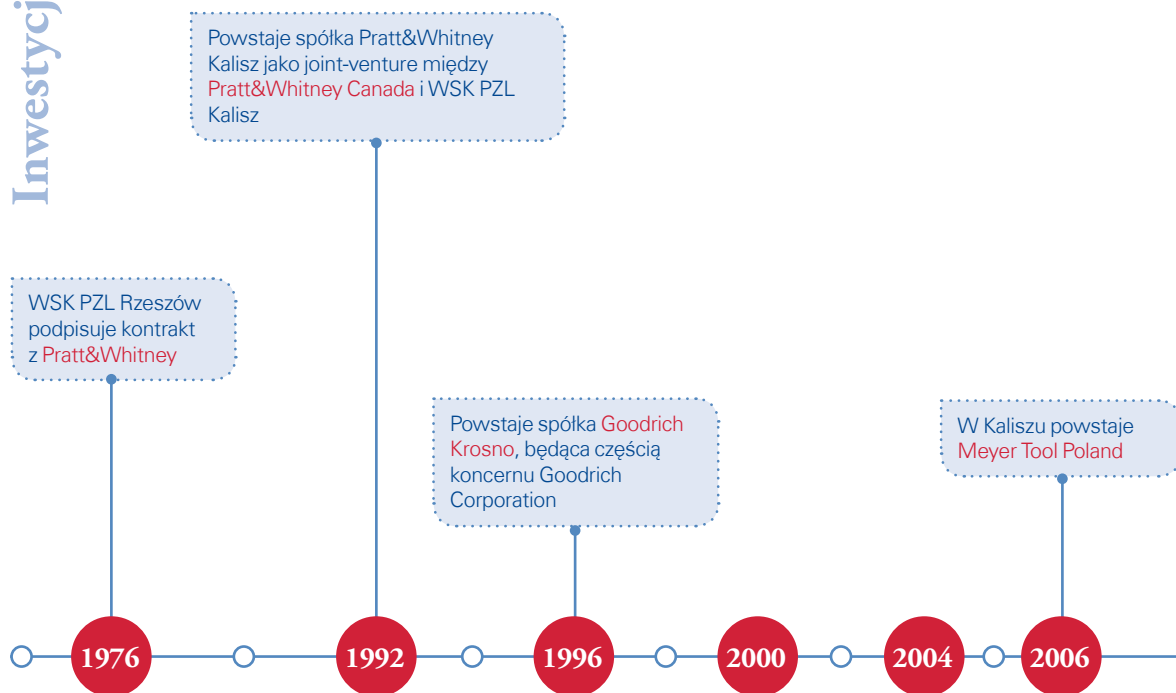 Inwestycj
Powstaje spółka Pratt&Whitney
Kalisz jako joint-venture między
Pratt&Whitney Canada i WSK PZL
Kalisz
WSK PZL Rzeszów
podpisuje kontrakt
z Pratt&Whitney
Powstaje spółka Goodrich
Krosno, będąca częścią
koncernu Goodrich
Corporation
W Kaliszu powstaje
Meyer Tool Poland
1976
1992
1996
2000
2004
2006